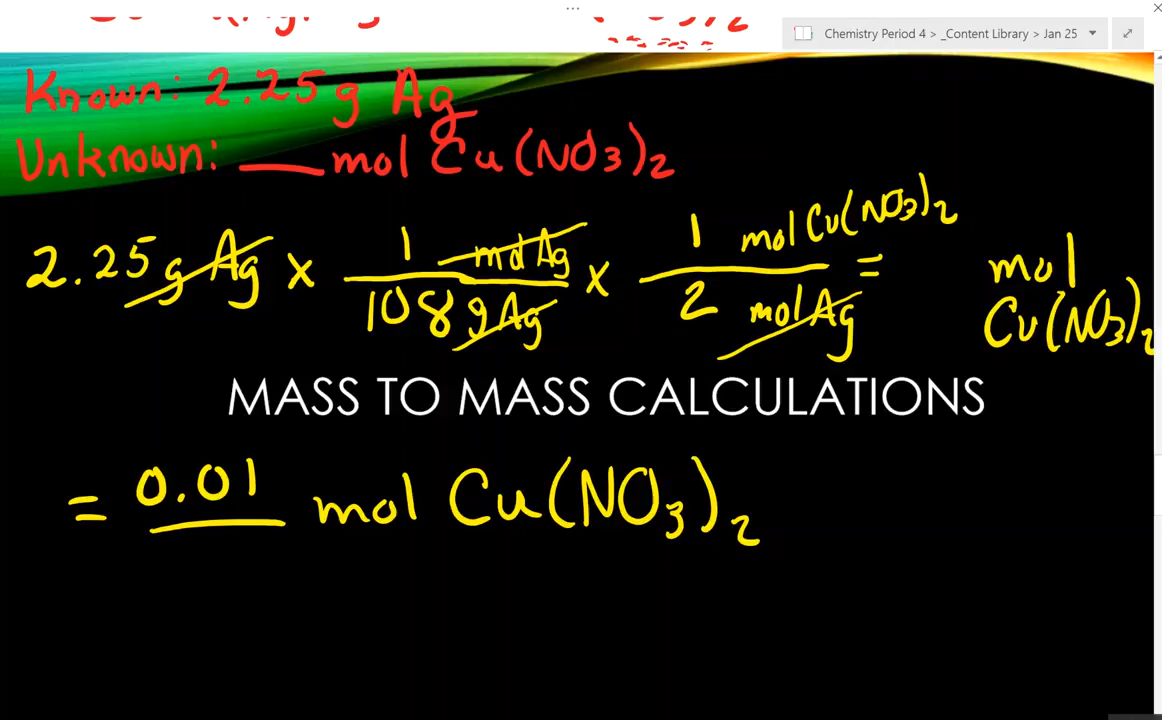 Chemistry Period 4 > _Content Library > Jan 25
Known: 2.25 g Ag
Unknown: ___ mol Cu(NO3)2
2.25 g Ag x 1 mol Ag / 108 g Ag x 1 mol Cu(NO3)2 / 2 mol Ag = mol Cu(NO3)2
MASS TO MASS CALCULATIONS
= 0.01 mol Cu(NO3)2